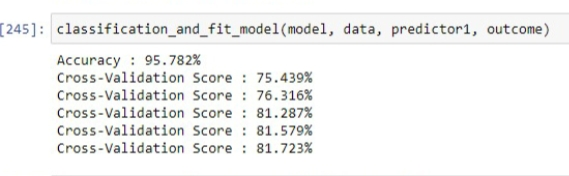 [245]: classification_and_fit_model(model, data, predictor1, outcome)
Accuracy : 95.782%
Cross-Validation Score : 75.439%
Cross-Validation Score : 76.316%
Cross-Validation Score : 81.287%
Cross-Validation Score : 81.579%
Cross-Validation Score : 81.723%